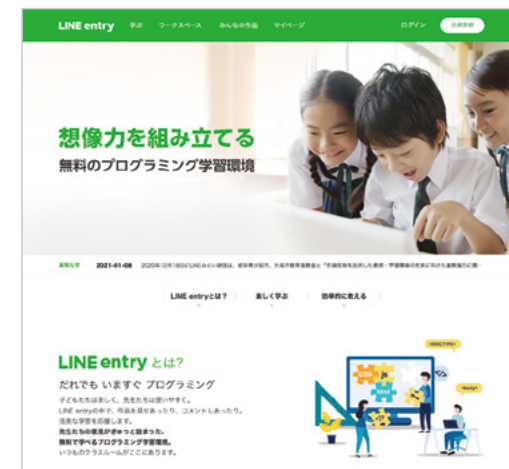 LINE entry 学ぶ ワークスペース みんなの作品 マイページ ログイン 会員登録
想像力を組み立てる
無料のプログラミング学習環境
お知らせ 2021-01-08 2020年12月18日にLINEみらい財団は、岐阜県大垣市、大垣市教育委員会と「先端技術を活用した教育・学習環境の充実に向けた連携協力に関…
LINE entryとは? 楽しく学ぶ 効率的に教える
LINE entry とは?
だれでも いますぐ プログラミング
子どもたちは楽しく、先生たちは使いやすく。
LINE entryの中で、作品を見せあったり、コメントしあったり。
活発な学習を応援します。
先生たちの意見がぎゅっと詰まった、
無料で学べるプログラミング学習環境。
いつものクラスルームがここにあります。
<DOCTYPE>
CSS js
html
</>
<body>